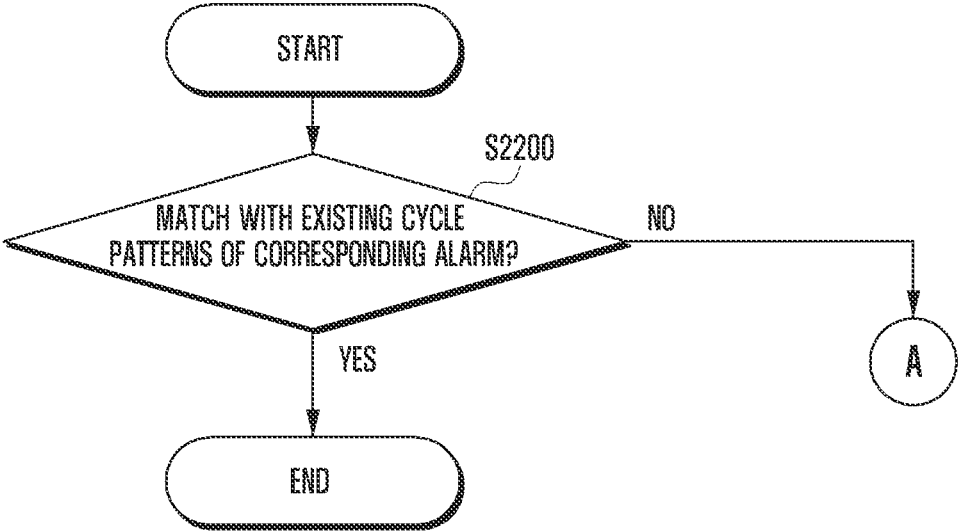 START
S2200
MATCH WITH EXISTING CYCLE
PATTERNS OF CORRESPONDING ALARM?
NO
YES
A
END